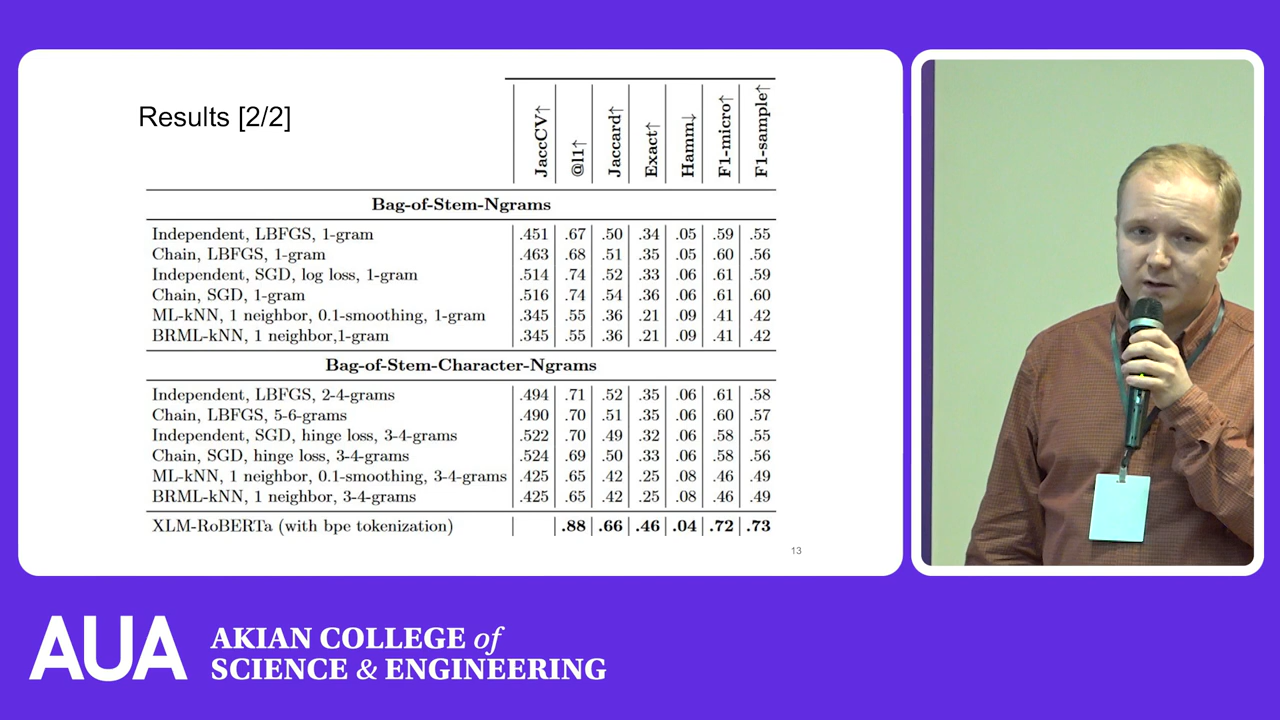 Results [2/2]
JaccCV↑ @l1↑ Jaccard↑ Exact↑ Hamm↓ F1-micro↑ F1-sample↑
Bag-of-Stem-Ngrams
Independent, LBFGS, 1-gram .451 .67 .50 .34 .05 .59 .55
Chain, LBFGS, 1-gram .463 .68 .51 .35 .05 .60 .56
Independent, SGD, log loss, 1-gram .514 .74 .52 .33 .06 .61 .59
Chain, SGD, 1-gram .516 .74 .54 .36 .06 .61 .60
ML-kNN, 1 neighbor, 0.1-smoothing, 1-gram .345 .55 .36 .21 .09 .41 .42
BRML-kNN, 1 neighbor,1-gram .345 .55 .36 .21 .09 .41 .42
Bag-of-Stem-Character-Ngrams
Independent, LBFGS, 2-4-grams .494 .71 .52 .35 .06 .61 .58
Chain, LBFGS, 5-6-grams .490 .70 .51 .35 .06 .60 .57
Independent, SGD, hinge loss, 3-4-grams .522 .70 .49 .32 .06 .58 .55
Chain, SGD, hinge loss, 3-4-grams .524 .69 .50 .33 .06 .58 .56
ML-kNN, 1 neighbor, 0.1-smoothing, 3-4-grams .425 .65 .42 .25 .08 .46 .49
BRML-kNN, 1 neighbor, 3-4-grams .425 .65 .42 .25 .08 .46 .49
XLM-RoBERTa (with bpe tokenization) .88 .66 .46 .04 .72 .73
13
AUA
AKIAN COLLEGE of
SCIENCE & ENGINEERING